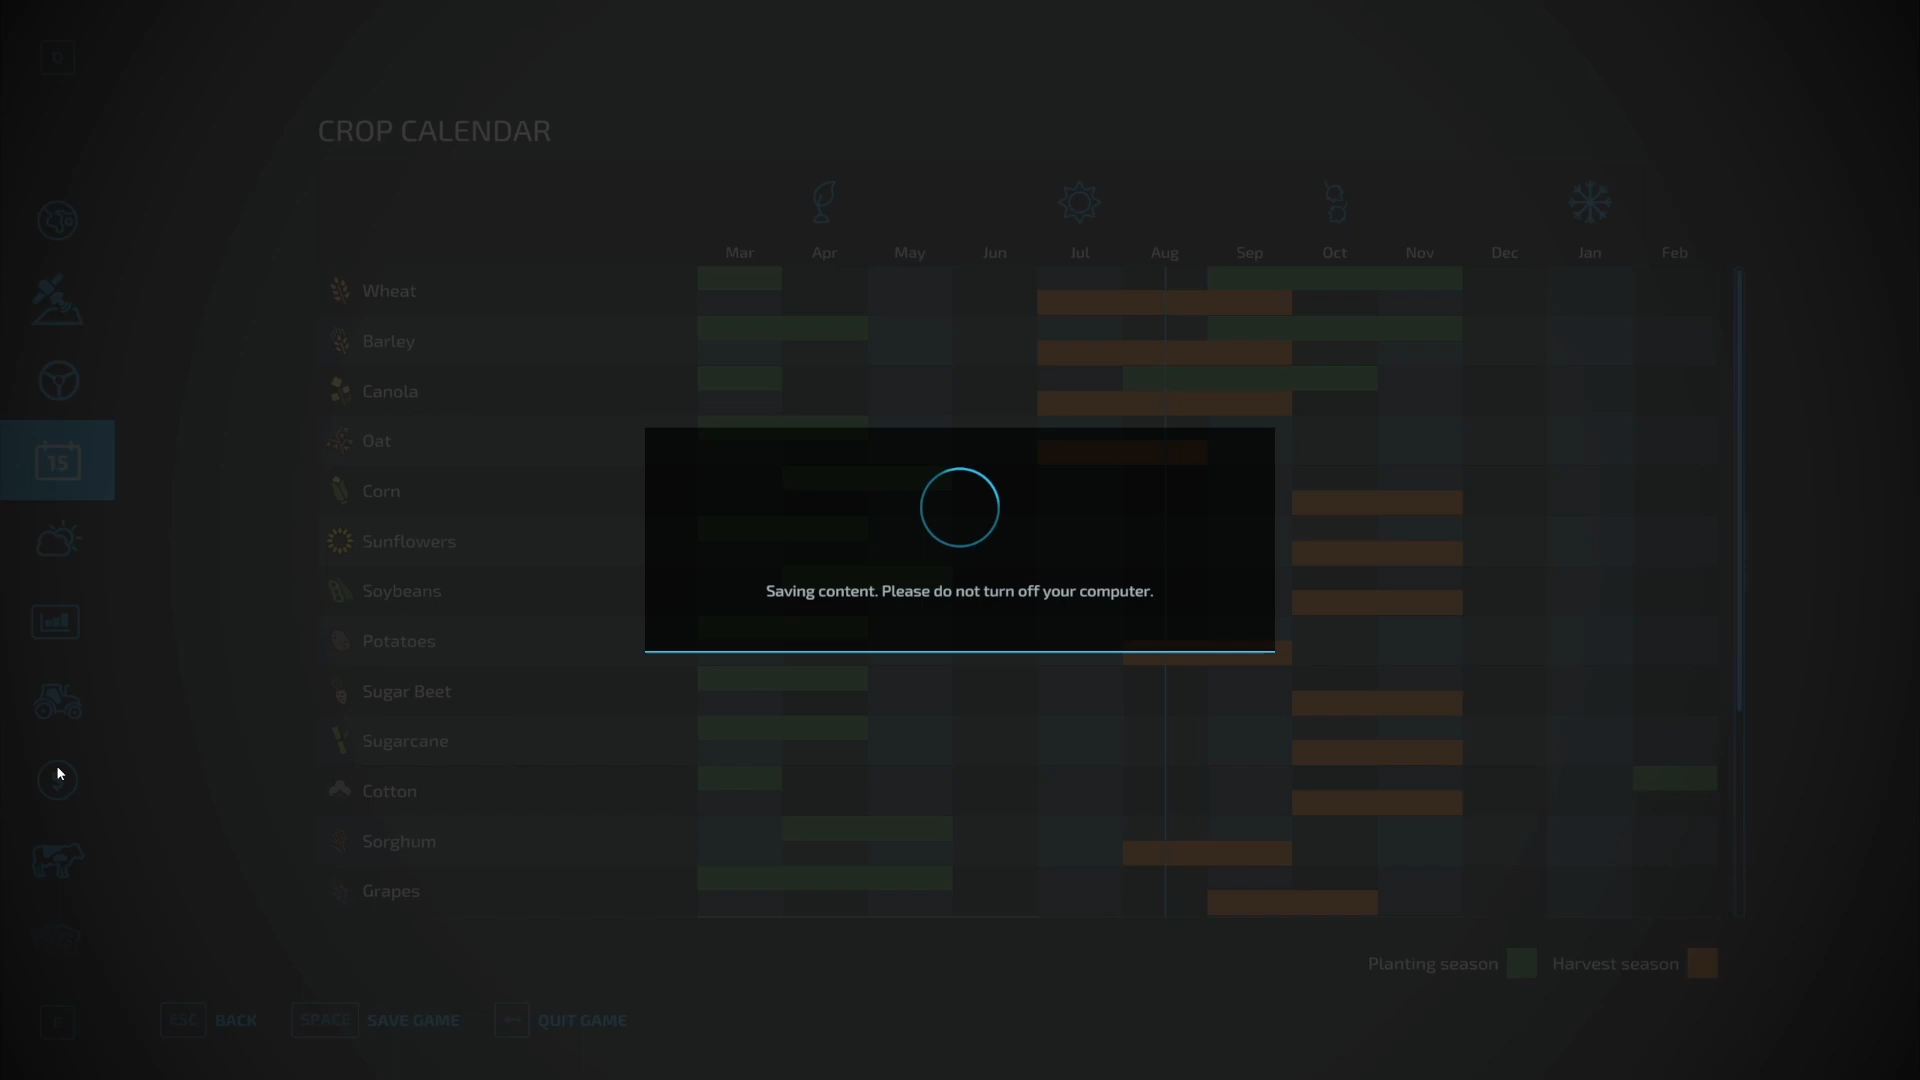 Q
CROP CALENDAR
Mar Apr May Jun Jul Aug Sep Oct Nov Dec Jan Feb
Wheat
Barley
Canola
Oat
Corn
Sunflowers
Soybeans
Potatoes
Sugar Beet
Sugarcane
Cotton
Sorghum
Grapes
15
Saving content. Please do not turn off your computer.
Planting season Harvest season
E
ESC BACK SPACE SAVE GAME QUIT GAME